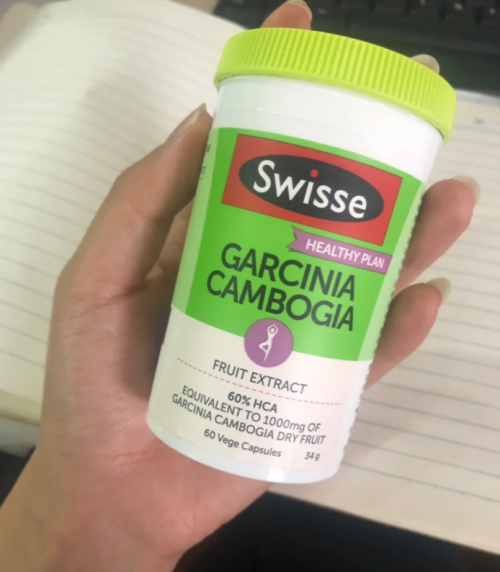 Swisse
HEALTHY PLAN
GARCINIA
CAMBOGIA
FRUIT EXTRACT
60% HCA
EQUIVALENT TO 1000mg OF
GARCINIA CAMBOGIA DRY FRUIT
60 Vege Capsules 34 g